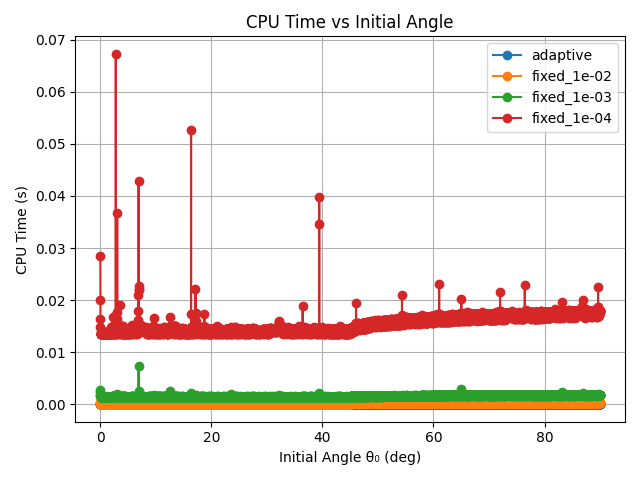 CPU Time vs Initial Angle
CPU Time (s)
0.07
0.06
0.05
0.04
0.03
0.02
0.01
0.00
adaptive
fixed_1e-02
fixed_1e-03
fixed_1e-04
0 20 40 60 80
Initial Angle θ₀ (deg)